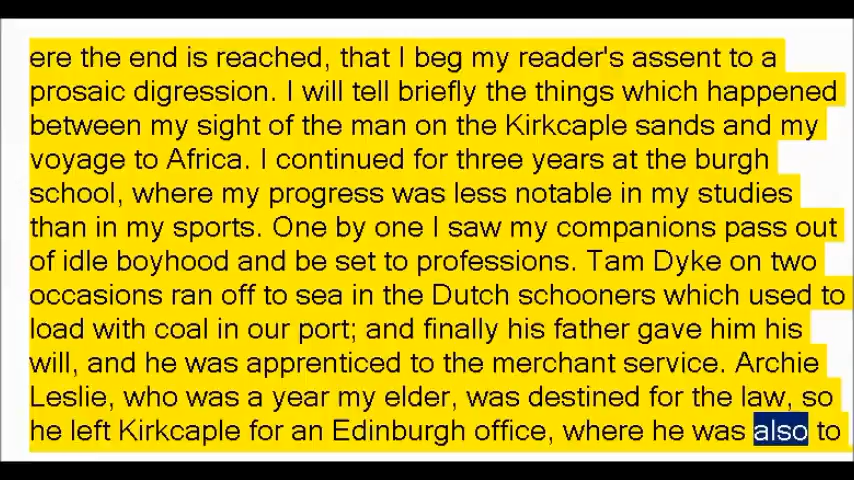 ere the end is reached, that I beg my reader's assent to a
prosaic digression. I will tell briefly the things which happened
between my sight of the man on the Kirkcaple sands and my
voyage to Africa. I continued for three years at the burgh
school, where my progress was less notable in my studies
than in my sports. One by one I saw my companions pass out
of idle boyhood and be set to professions. Tam Dyke on two
occasions ran off to sea in the Dutch schooners which used to
load with coal in our port; and finally his father gave him his
will, and he was apprenticed to the merchant service. Archie
Leslie, who was a year my elder, was destined for the law, so
he left Kirkcaple for an Edinburgh office, where he was also to